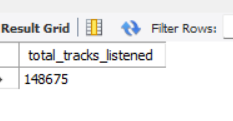 Result Grid Filter Rows:
total_tracks_listened
148675